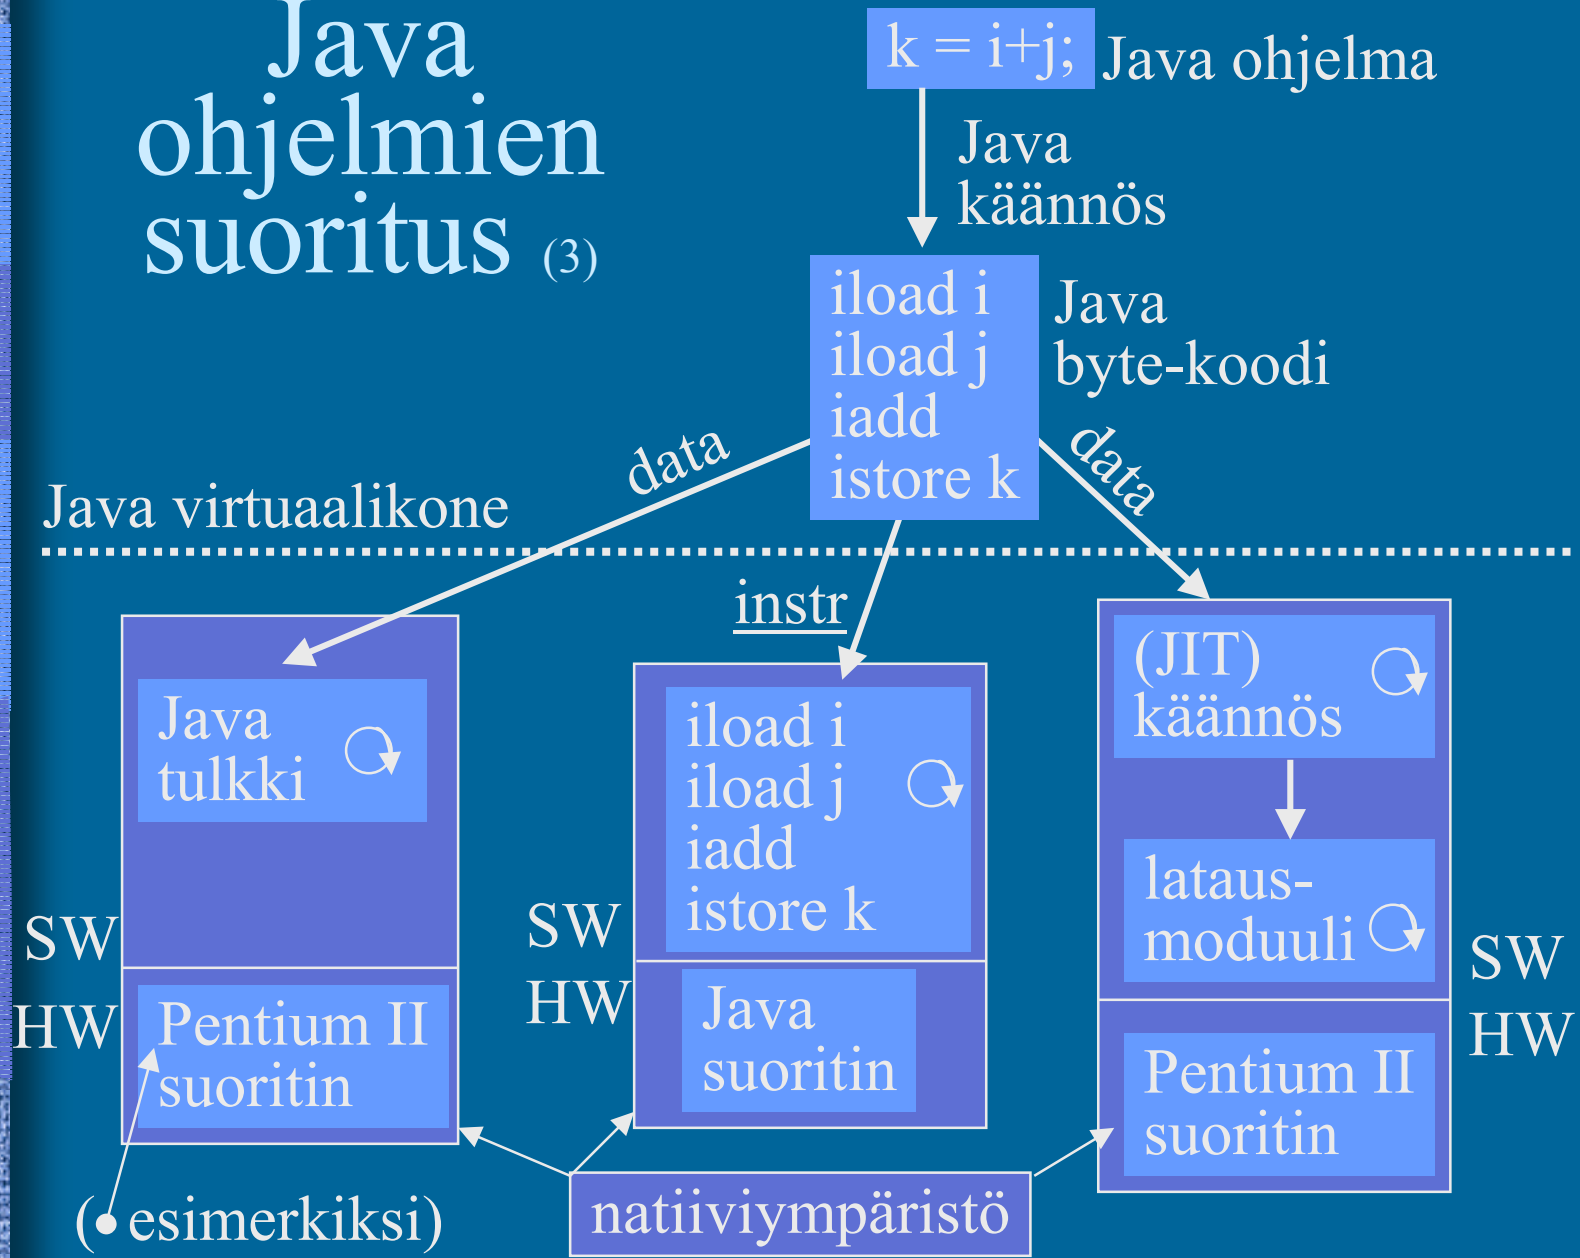 Java
ohjelmien
suoritus (3)
k = i+j;
Java ohjelma
Java
käännös
iload i
iload j
iadd
istore k
Java
byte-koodi
data
data
Java virtuaalikone
instr
Java
tulkki
SW
HW
Pentium II
suoritin
iload i
iload j
iadd
istore k
SW
HW
Java
suoritin
(JIT)
käännös
lataus-
moduuli
SW
HW
Pentium II
suoritin
(• esimerkiksi)
natiiviympäristö